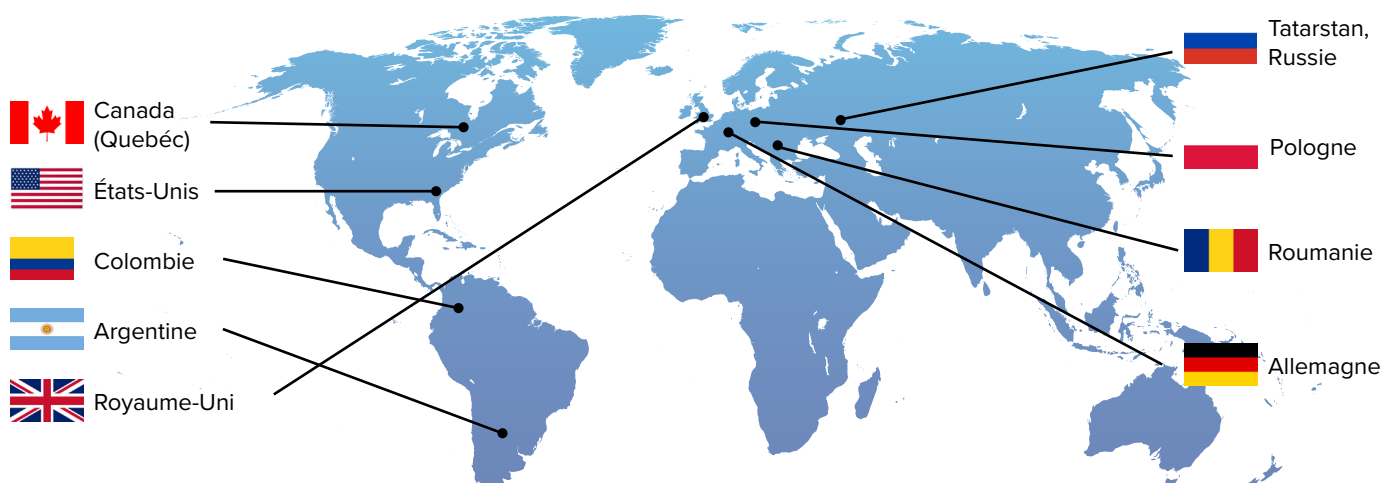 Canada
(Quebéc)
États-Unis
Colombie
Argentine
Royaume-Uni
Tatarstan,
Russie
Pologne
Roumanie
Allemagne